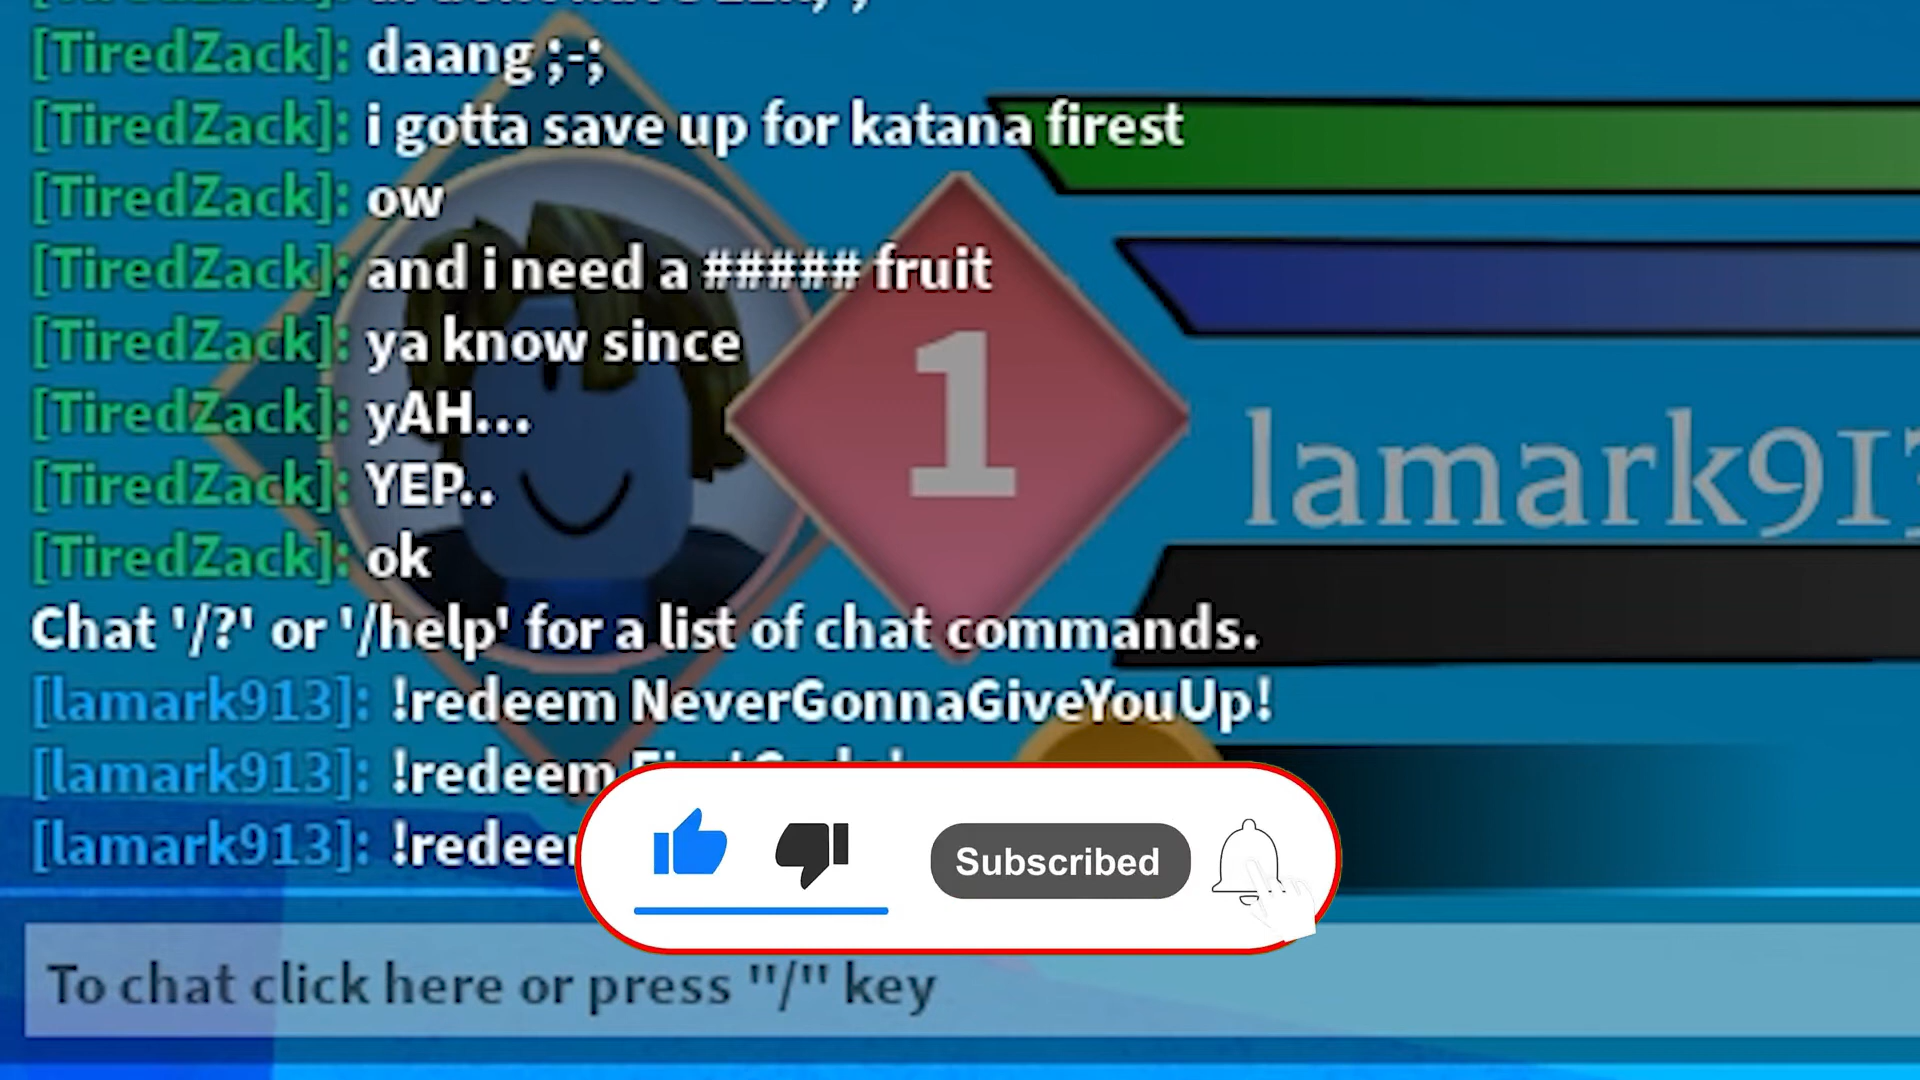 [TiredZack]: daang ;-;
[TiredZack]: i gotta save up for katana firest
[TiredZack]: ow
[TiredZack]: and i need a ##### fruit
[TiredZack]: ya know since
[TiredZack]: yAH...
[TiredZack]: YEP..
[TiredZack]: ok
1
lamark913
Chat '/?' or '/help' for a list of chat commands.
[lamark913]: !redeem NeverGonnaGiveYouUp!
[lamark913]: !redeem FirstCode!
[lamark913]:
Subscribed
To chat click here or press "/" key